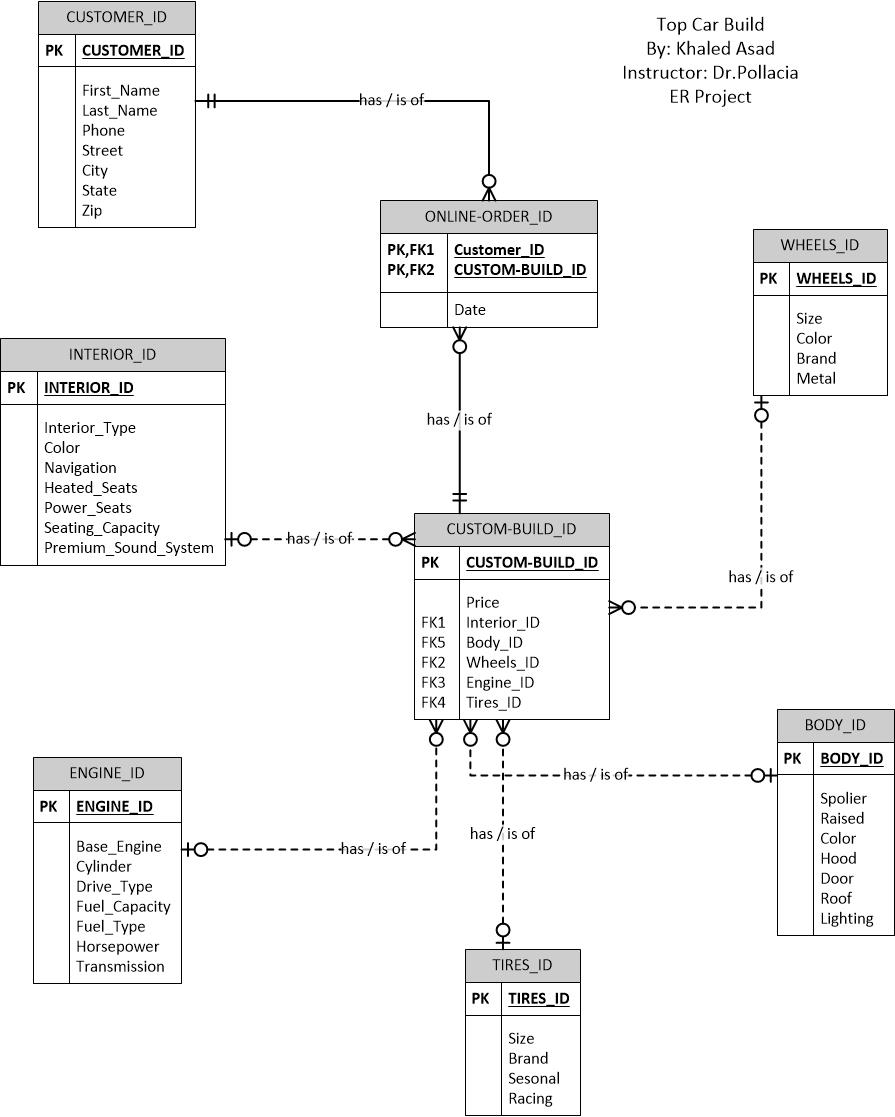 CUSTOMER_ID
PK CUSTOMER_ID
First_Name
Last_Name
Phone
Street
City
State
Zip
Top Car Build
By: Khaled Asad
Instructor: Dr.Pollacia
ER Project
has / is of
ONLINE-ORDER_ID
PK,FK1 Customer_ID
PK,FK2 CUSTOM-BUILD_ID
Date
WHEELS_ID
PK WHEELS_ID
Size
Color
Brand
Metal
INTERIOR_ID
PK INTERIOR_ID
Interior_Type
Color
Navigation
Heated_Seats
Power_Seats
Seating_Capacity
Premium_Sound_System
has / is of
has / is of
has / is of
CUSTOM-BUILD_ID
PK CUSTOM-BUILD_ID
Price
FK1 Interior_ID
FK5 Body_ID
FK2 Wheels_ID
FK3 Engine_ID
FK4 Tires_ID
BODY_ID
PK BODY_ID
Spolier
Raised
Color
Hood
Door
Roof
Lighting
has / is of
has / is of
has / is of
ENGINE_ID
PK ENGINE_ID
Base_Engine
Cylinder
Drive_Type
Fuel_Capacity
Fuel_Type
Horsepower
Transmission
TIRES_ID
PK TIRES_ID
Size
Brand
Sesonal
Racing